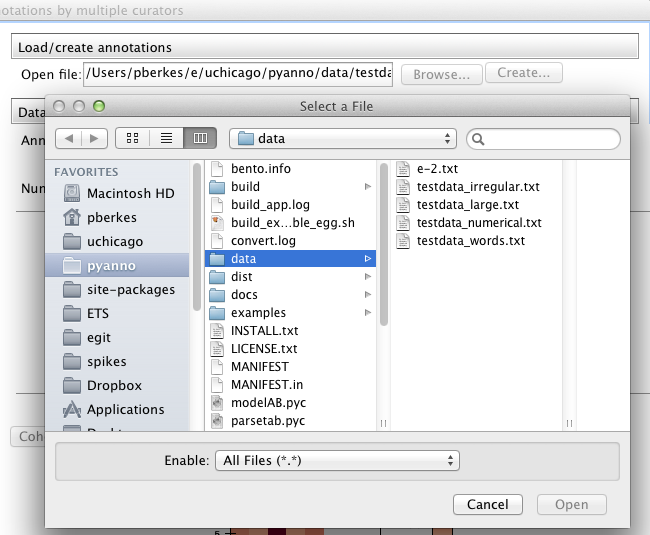 notations by multiple curators
Load/create annotations
Open file: /Users/pberkes/e/uchicago/pyanno/data/testda
Browse... Create...
Data
Select a File
Ann
data
FAVORITES
Macintosh HD
pberkes
uchicago
pyanno
site-packages
ETS
egit
spikes
Dropbox
Applications
Num
bento.info
build
build_app.log
build_ex...ble_egg.sh
convert.log
data
dist
docs
examples
INSTALL.txt
LICENSE.txt
MANIFEST
MANIFEST.in
modelAB.pyc
parsetab.pyc
e-2.txt
testdata_irregular.txt
testdata_large.txt
testdata_numerical.txt
testdata_words.txt
Coh
Enable: All Files (*.*)
Cancel Open
5